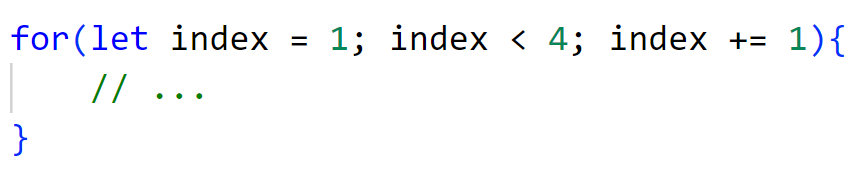 for(let index = 1; index < 4; index += 1){
    // ...
}